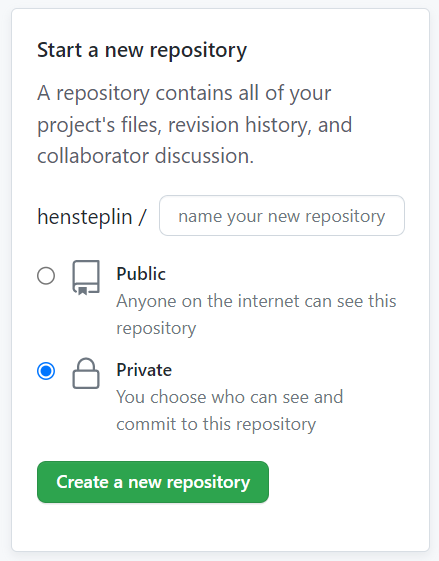 Start a new repository
A repository contains all of your
project's files, revision history, and
collaborator discussion.
hensteplin / name your new repository
Public
Anyone on the internet can see this
repository
Private
You choose who can see and
commit to this repository
Create a new repository